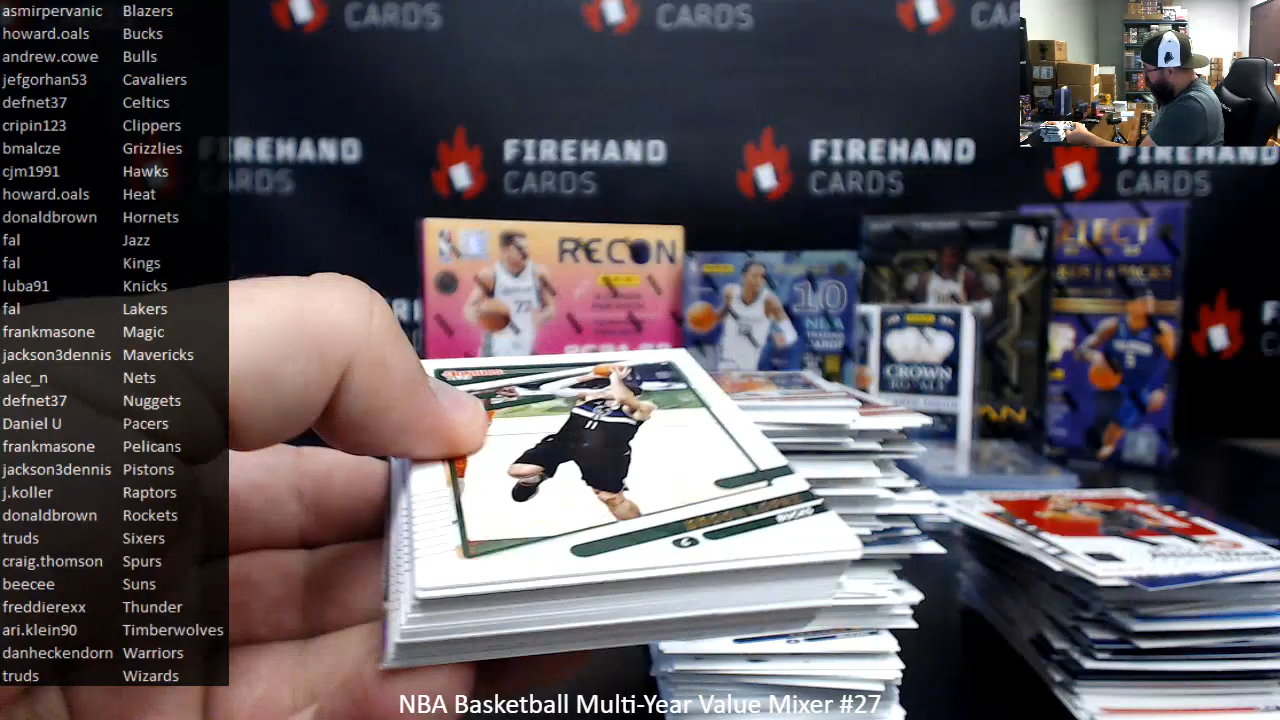 asmirpervanic Blazers
howard.oals Bucks
andrew.cowe Bulls
jefgorhan53 Cavaliers
defnet37 Celtics
cripin123 Clippers
bmalcze Grizzlies
cjm1991 Hawks
howard.oals Heat
donaldbrown Hornets
fal Jazz
fal Kings
luba91 Knicks
fal Lakers
frankmasone Magic
jackson3dennis Mavericks
alec_n Nets
defnet37 Nuggets
Daniel U Pacers
frankmasone Pelicans
jackson3dennis Pistons
j.koller Raptors
donaldbrown Rockets
truds Sixers
craig.thomson Spurs
beecee Suns
freddierexx Thunder
ari.klein90 Timberwolves
danheckendorn Warriors
truds Wizards
CARDS
CARDS
FIREHAND
CARDS
FIREHAND
CARDS
FIREHAND
CARDS
FIREHAND
CARDS
RECON
10
NBA
CROWN
ROYALE
NBA Basketball Multi-Year Value Mixer #27